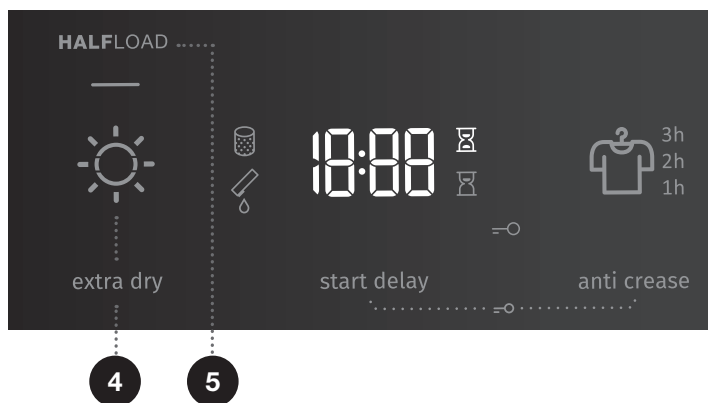 HALFLOAD
18:88
3h
2h
1h
extra dry
start delay
anti crease
4
5